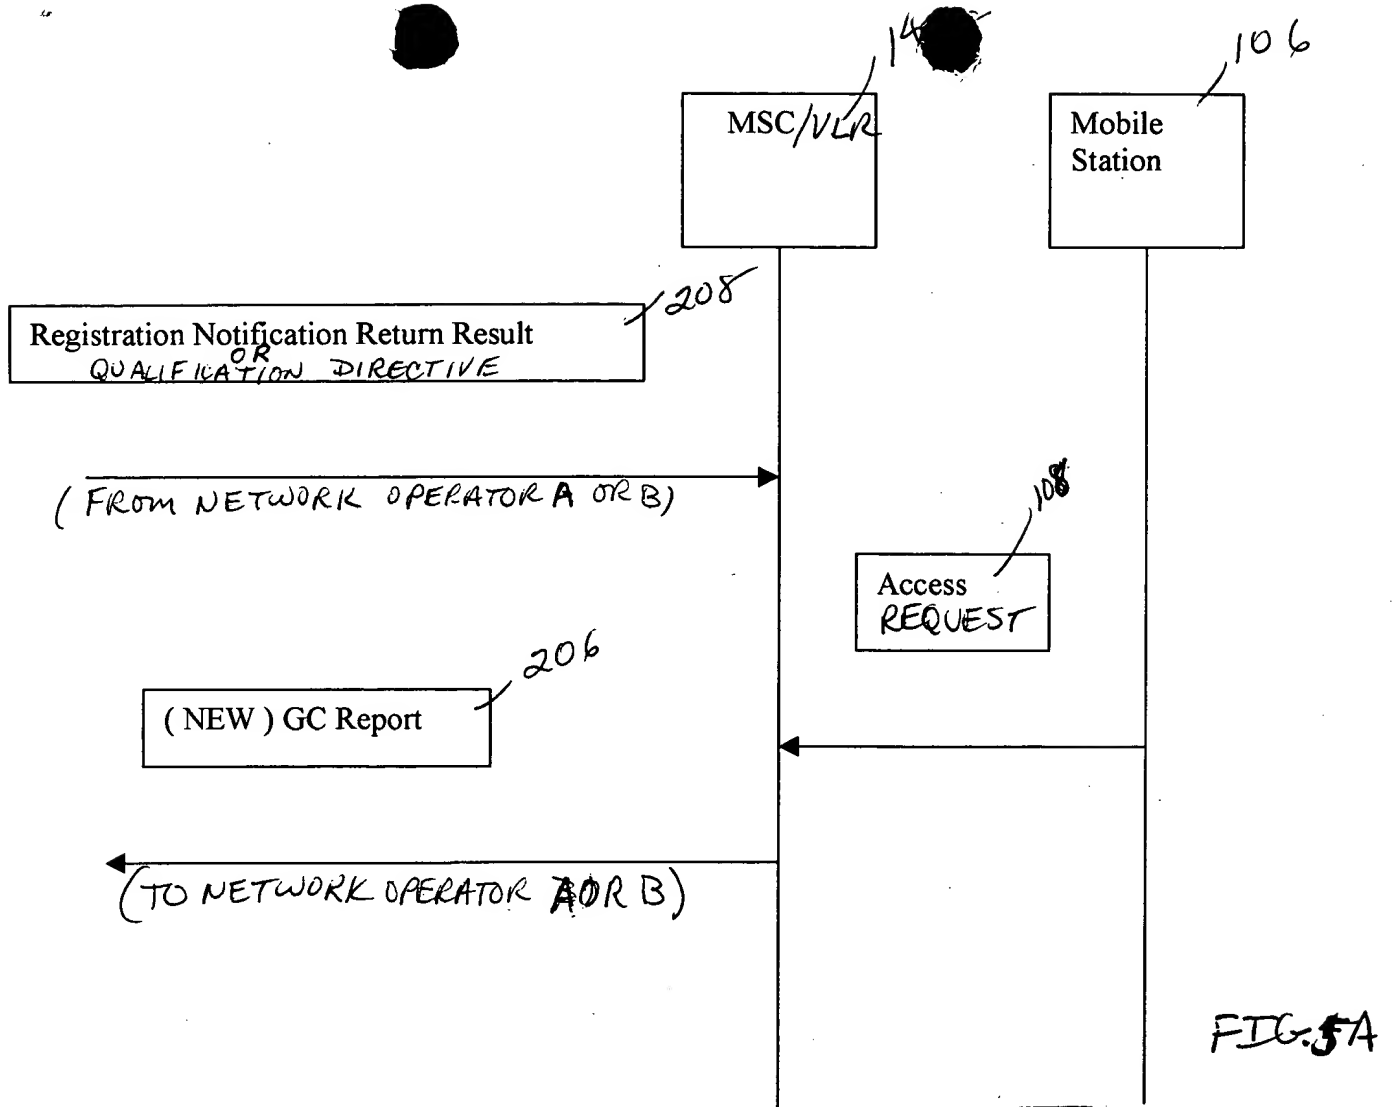 106
MSC/VLR
Mobile
Station
208
Registration Notification Return Result
OR
QUALIFICATION DIRECTIVE
(FROM NETWORK OPERATOR A OR B)
108
Access
REQUEST
206
( NEW ) GC Report
(TO NETWORK OPERATOR A OR B)
FIG. 5A